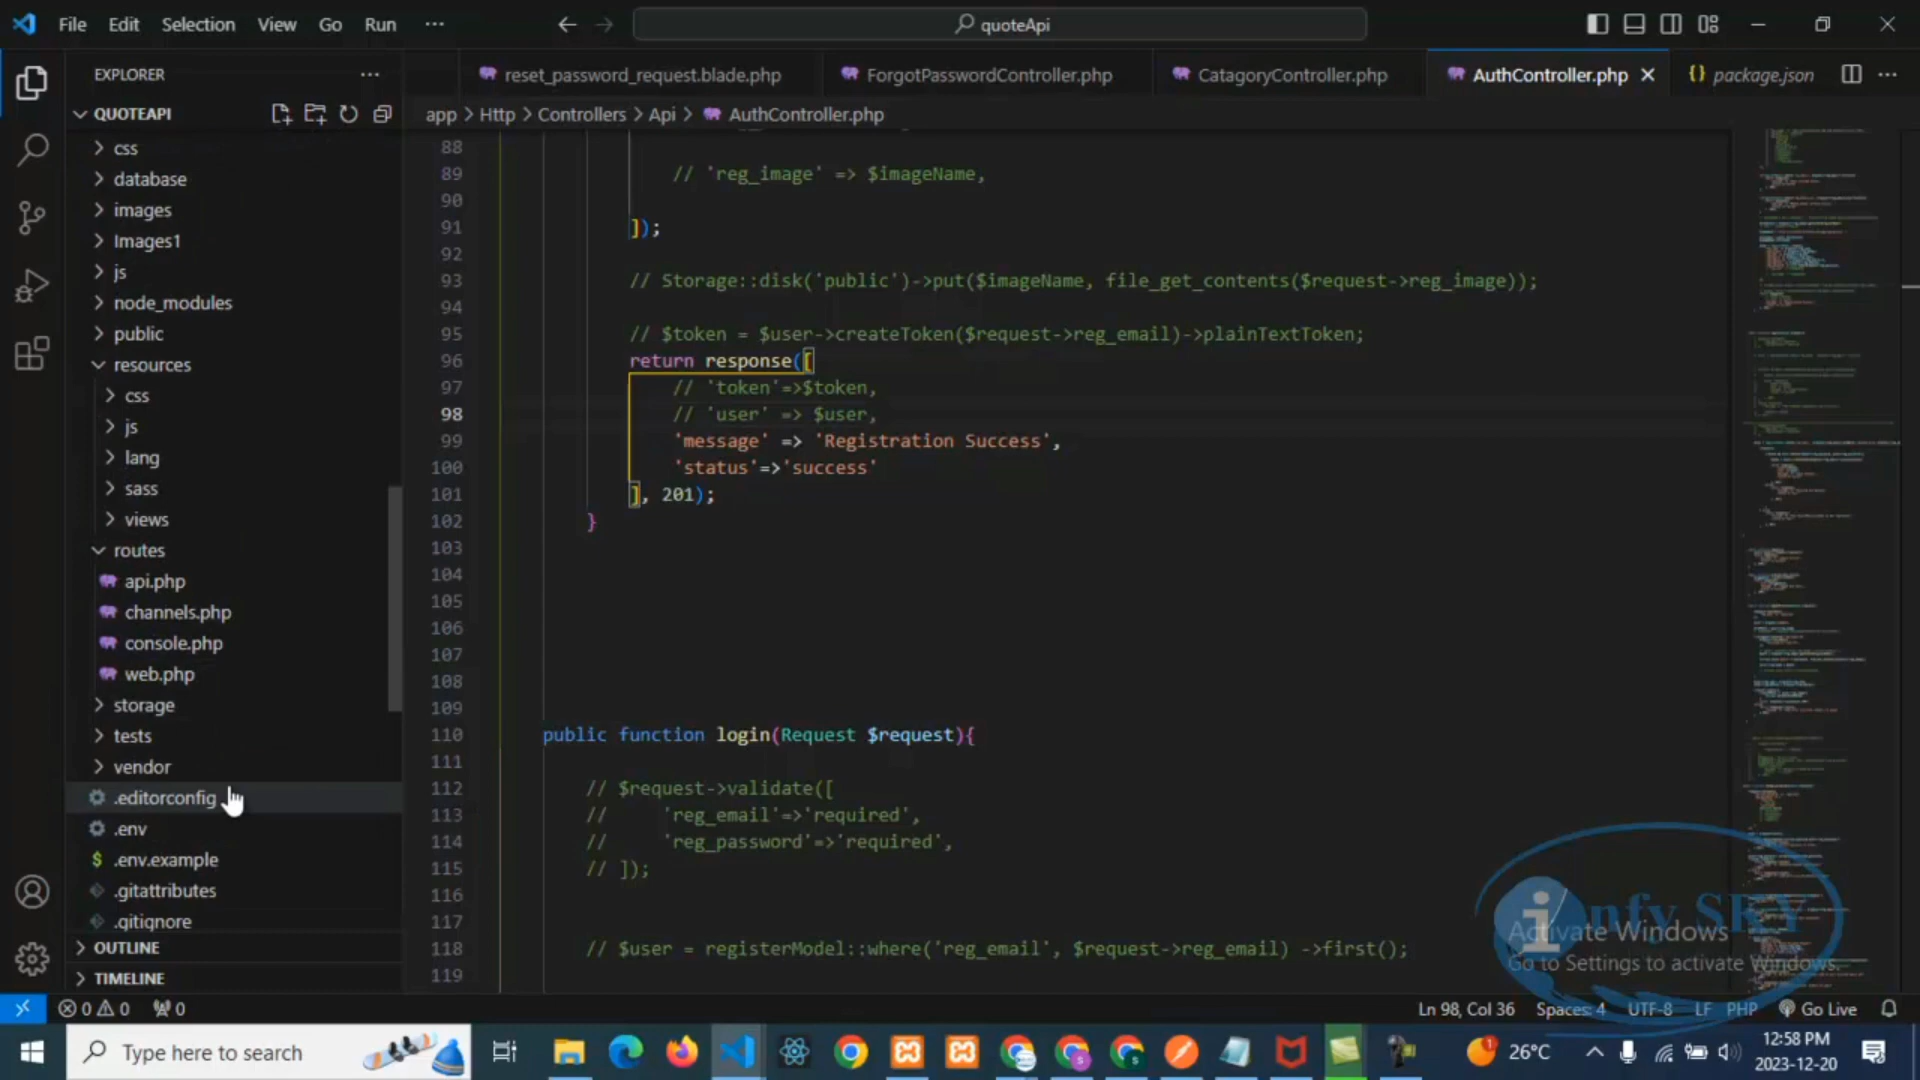 File Edit Selection View Go Run ··· quoteApi
EXPLORER ···
reset_password_request.blade.php ForgotPasswordController.php CatagoryController.php AuthController.php package.json
QUOTEAPI
app > Http > Controllers > Api > AuthController.php
css
database
images
Images1
js
node_modules
public
resources
css
js
lang
sass
views
routes
api.php
channels.php
console.php
web.php
storage
tests
vendor
.editorconfig
.env
.env.example
.gitattributes
.gitignore
OUTLINE
TIMELINE
88
89 // 'reg_image' => $imageName,
90
91 ]);
92
93 // Storage::disk('public')->put($imageName, file_get_contents($request->reg_image));
94
95 // $token = $user->createToken($request->reg_email)->plainTextToken;
96 return response([
97 // 'token'=>$token,
98 // 'user' => $user,
99 'message' => 'Registration Success',
100 'status'=>'success'
101 ], 201);
102 }
103
104
105
106
107
108
109
110 public function login(Request $request){
111
112 // $request->validate([
113 // 'reg_email'=>'required',
114 // 'reg_password'=>'required',
115 // ]);
116
117
118 // $user = registerModel::where('reg_email', $request->reg_email) ->first();
119
infy SRY
Activate Windows
Go to Settings to activate Windows.
0 0 0 Ln 98, Col 36 Spaces: 4 UTF-8 LF PHP Go Live
Type here to search 26°C 12:58 PM
2023-12-20